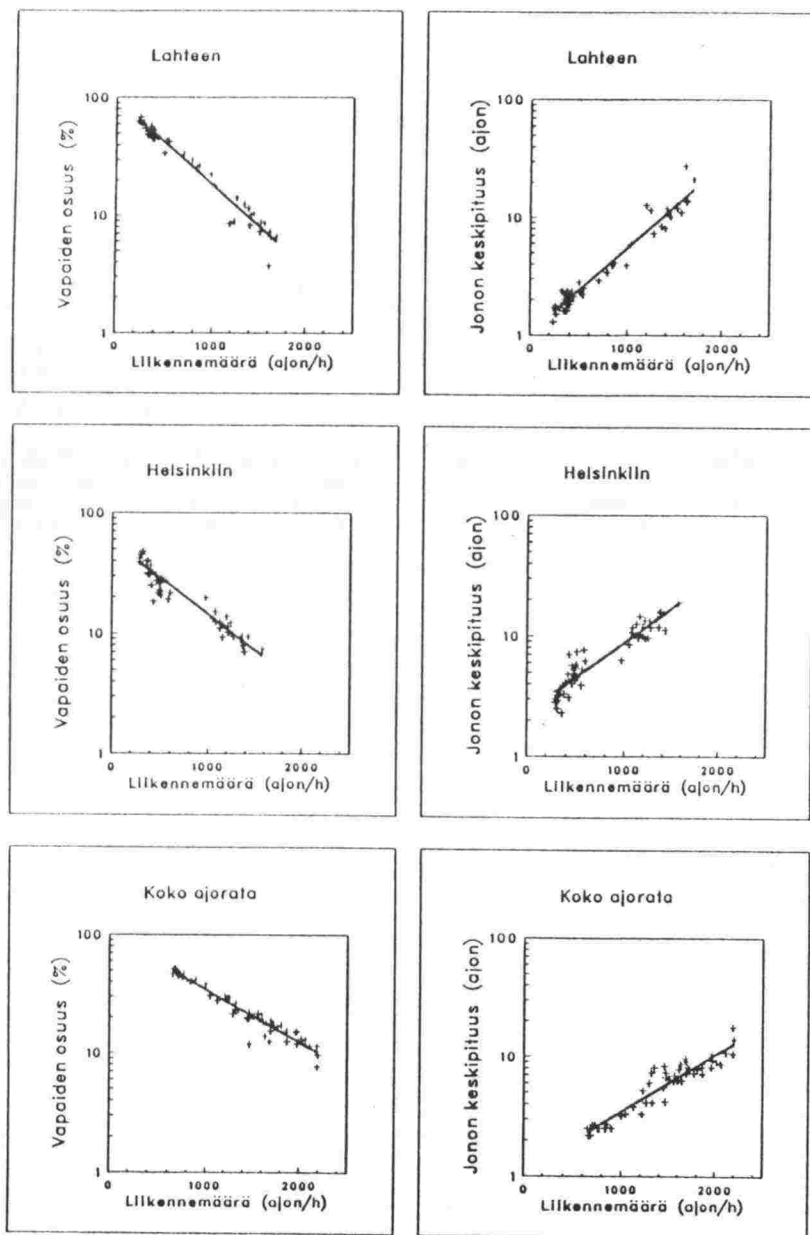 Lahteen
Vapaiden osuus (%)
100
10
1
0 1000 2000
Liikennemäärä (ajon/h)
Lahteen
Jonon keskipituus (ajon)
100
10
1
0 1000 2000
Liikennemäärä (ajon/h)
Helsinkiin
Vapaiden osuus (%)
100
10
1
0 1000 2000
Liikennemäärä (ajon/h)
Helsinkiin
Jonon keskipituus (ajon)
100
10
1
0 1000 2000
Liikennemäärä (ajon/h)
Koko ajorata
Vapaiden osuus (%)
100
10
1
0 1000 2000
Liikennemäärä (ajon/h)
Koko ajorata
Jonon keskipituus (ajon)
100
10
1
0 1000 2000
Liikennemäärä (ajon/h)